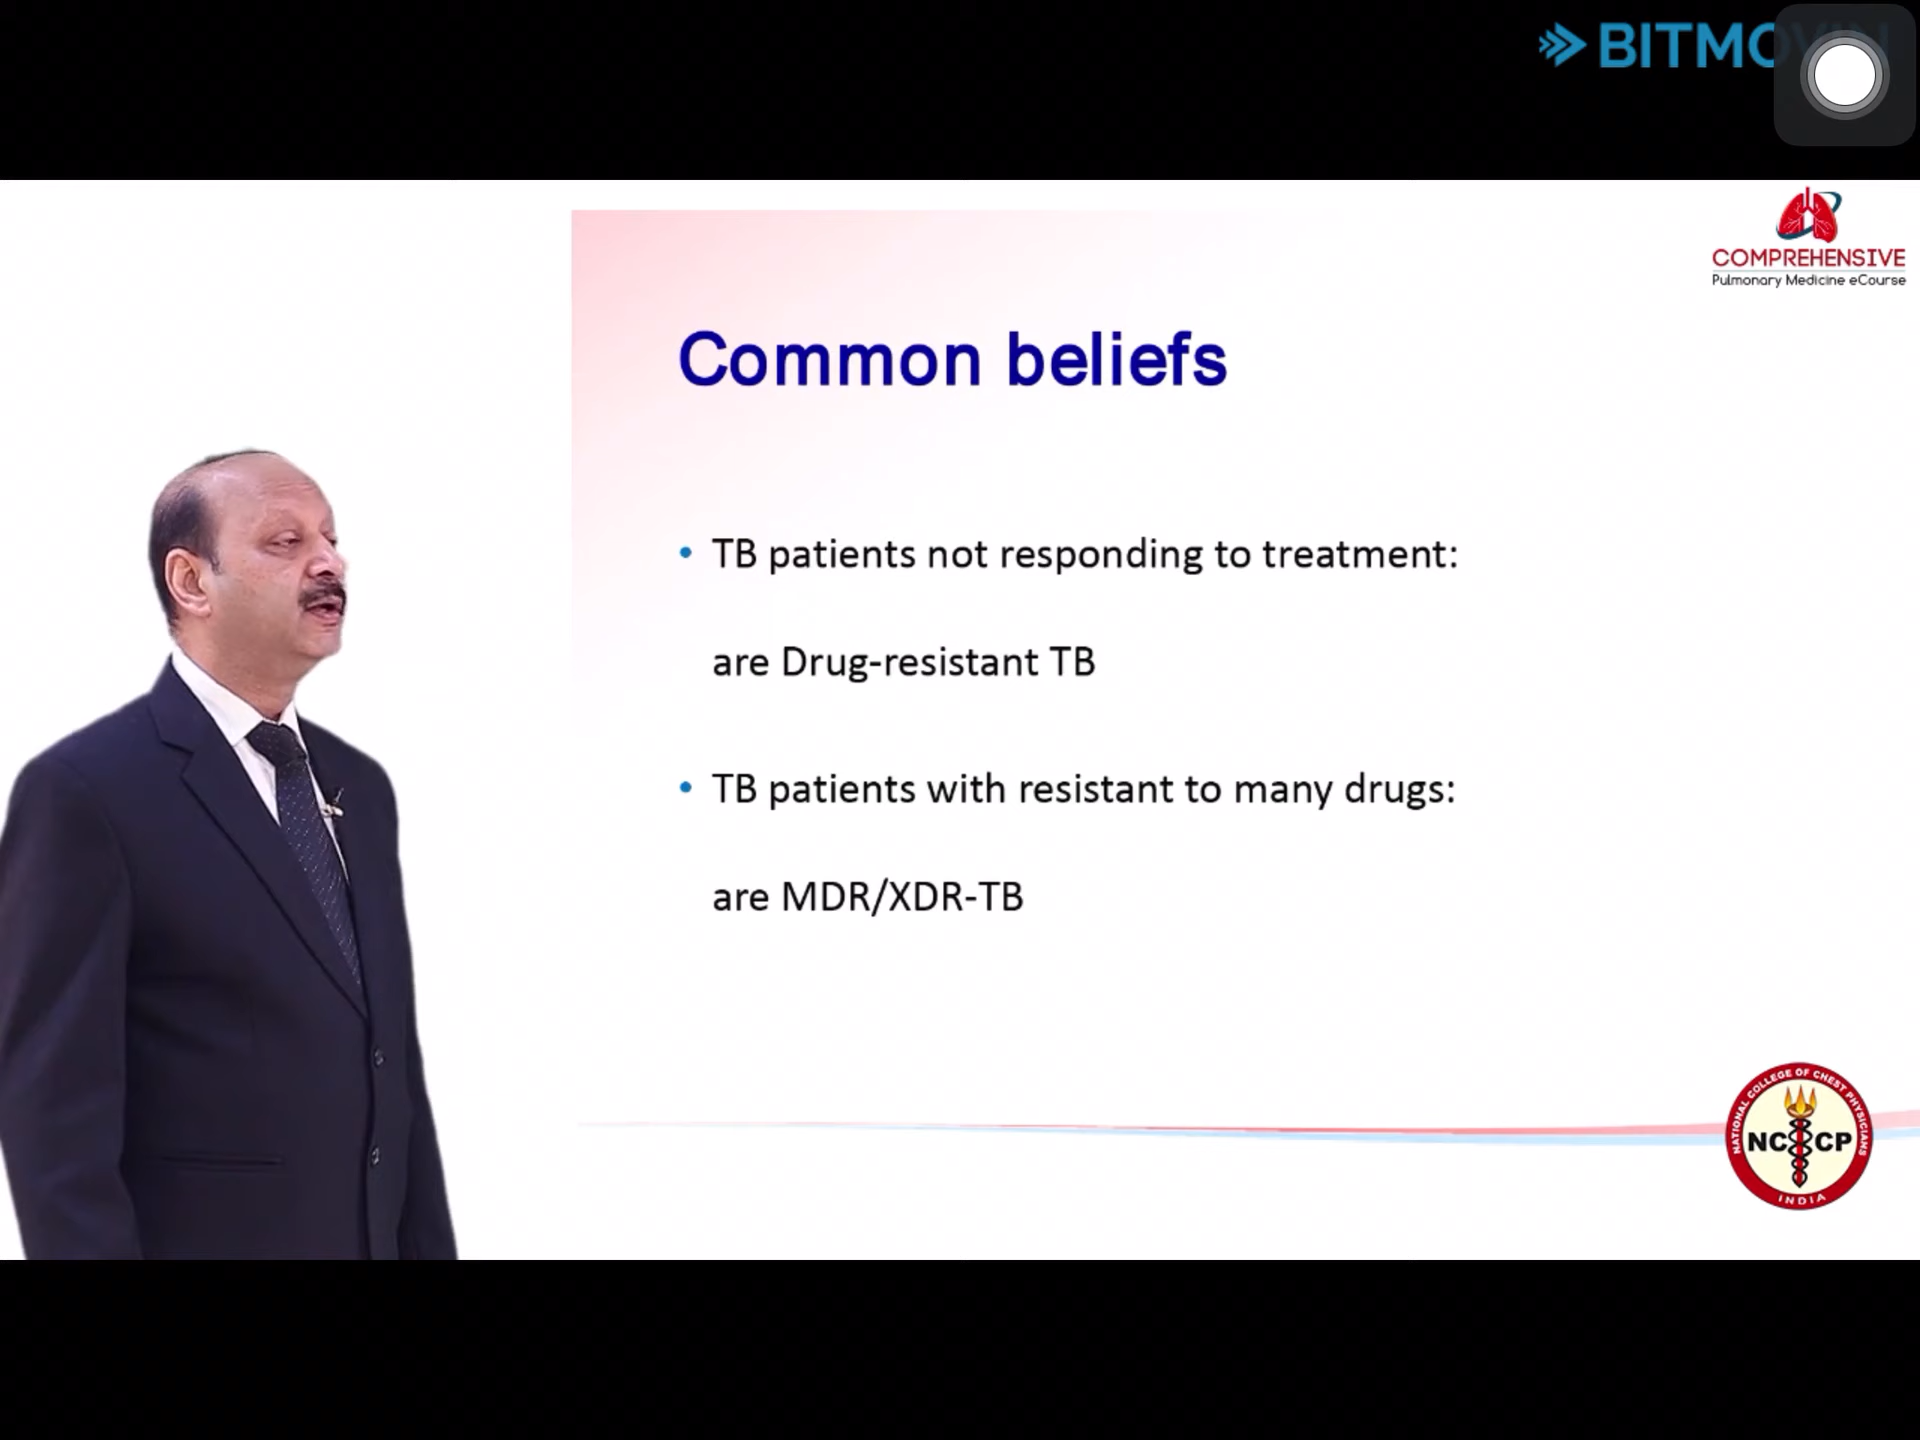 COMPREHENSIVE
Pulmonary Medicine eCourse
Common beliefs
• TB patients not responding to treatment:
are Drug-resistant TB
• TB patients with resistant to many drugs:
are MDR/XDR-TB
NATIONAL COLLEGE OF CHEST PHYSICIANS
NCCP
INDIA